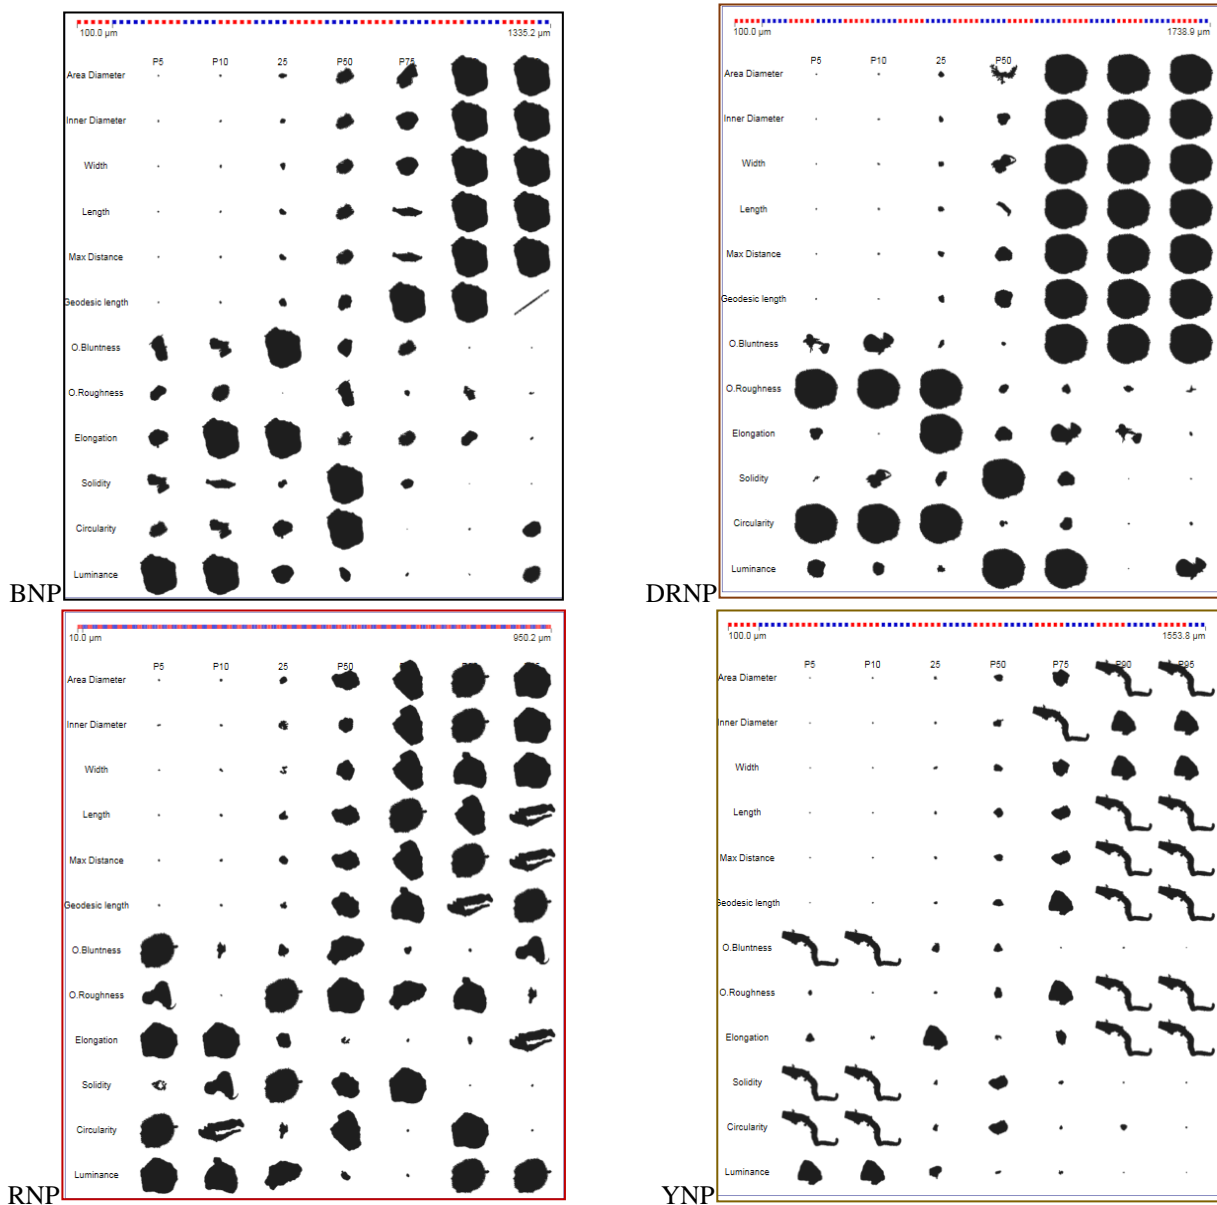 100.0 µm 1335.2 µm
P5 P10 25 P50 P75
Area Diameter
Inner Diameter
Width
Length
Max Distance
Geodesic length
O.Bluntness
O.Roughness
Elongation
Solidity
Circularity
Luminance
BNP
100.0 µm 1738.9 µm
P5 P10 25 P50
Area Diameter
Inner Diameter
Width
Length
Max Distance
Geodesic length
O.Bluntness
O.Roughness
Elongation
Solidity
Circularity
Luminance
DRNP
10.0 µm 950.2 µm
P5 P10 25 P50
Area Diameter
Inner Diameter
Width
Length
Max Distance
Geodesic length
O.Bluntness
O.Roughness
Elongation
Solidity
Circularity
Luminance
RNP
100.0 µm 1553.8 µm
P5 P10 25 P50 P75 P90 P95
Area Diameter
Inner Diameter
Width
Length
Max Distance
Geodesic length
O.Bluntness
O.Roughness
Elongation
Solidity
Circularity
Luminance
YNP